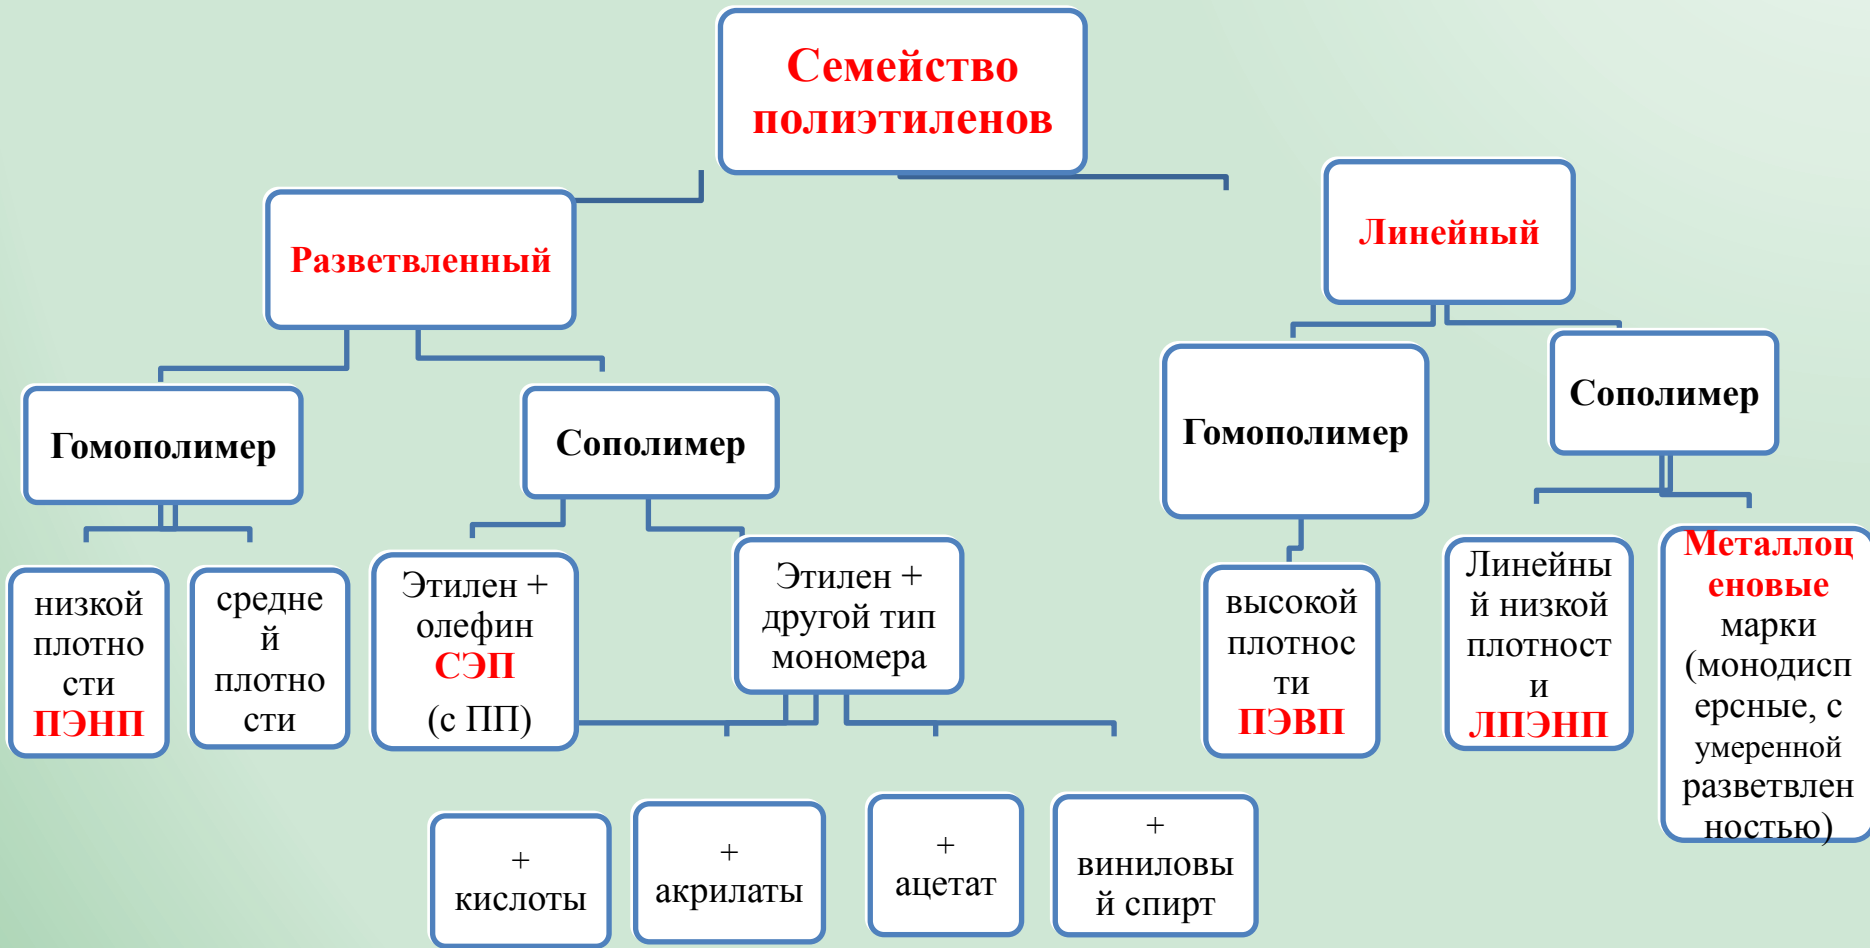 Семейство
полиэтиленов
Разветвленный
Линейный
Гомополимер
Сополимер
Гомополимер
Сополимер
низкой
плотно
сти
ПЭНП
средне
й
плотно
сти
Этилен +
олефин
СЭП
(с ПП)
Этилен +
другой тип
мономера
высокой
плотнос
ти
ПЭВП
Линейны
й низкой
плотност
и
ЛПЭНП
Металлоц
еновые
марки
(монодисп
ерсные, с
умеренной
разветвлен
ностью)
+
кислоты
+
акрилаты
+
ацетат
+
виниловы
й спирт